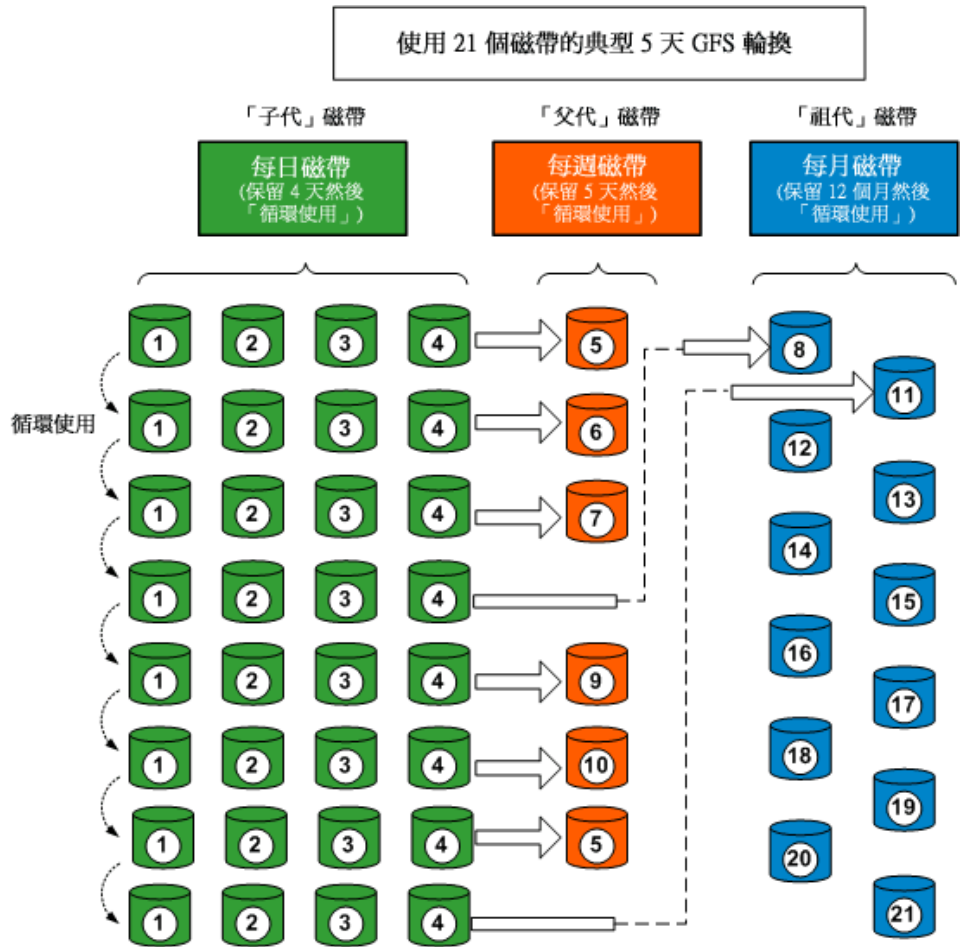 使用 21 個磁帶的典型 5 天 GFS 輪換
「子代」磁帶
「父代」磁帶
「祖代」磁帶
每日磁帶
(保留 4 天然後
「循環使用」)
每週磁帶
(保留 5 天然後
「循環使用」)
每月磁帶
(保留 12 個月然後
「循環使用」)
循環使用
1 2 3 4 5 8
11
1 2 3 4 6 12
13
1 2 3 4 7 14
1 2 3 4 15
16
1 2 3 4 9 17
1 2 3 4 10 18
19
1 2 3 4 5 20
1 2 3 4 21